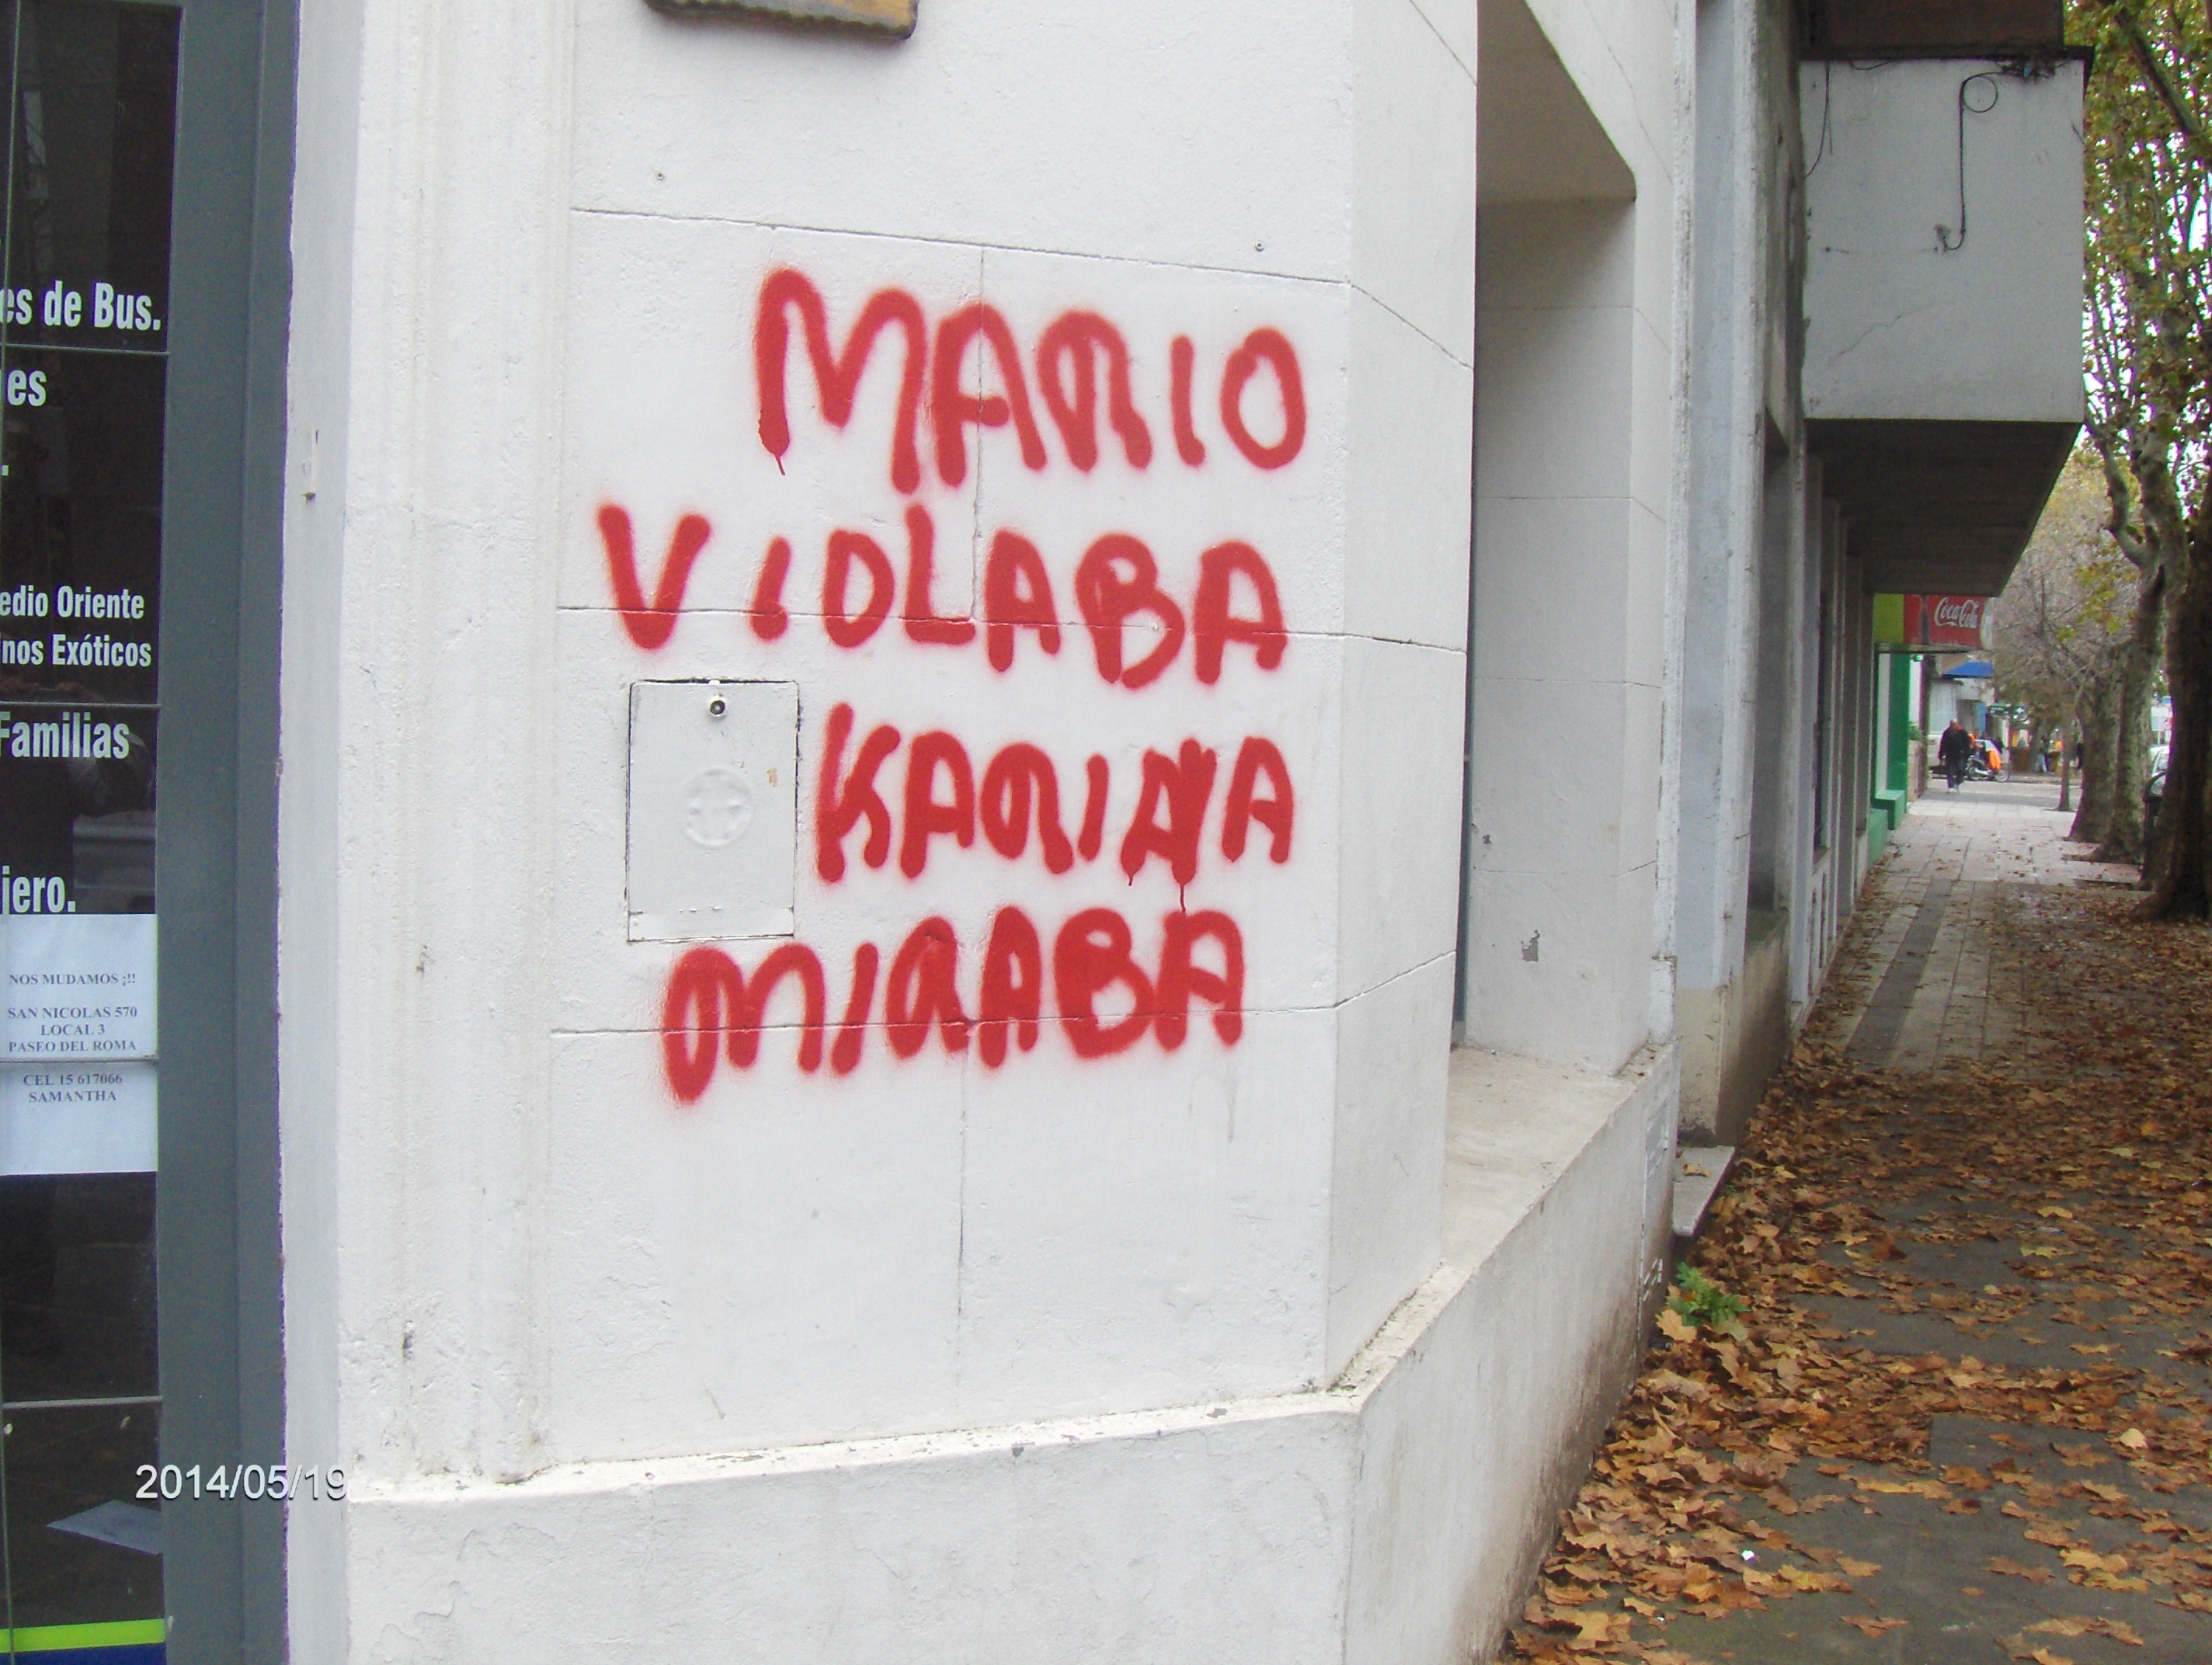 es de Bus.
es
edio Oriente
nos Exóticos
Familias
jero.
NOS MUDAMOS ¡!!
SAN NICOLAS 570
LOCAL 3
PASEO DEL ROMA
CEL 15 617066
SAMANTHA
MARIO
VIOLABA
KARINA
MIRABA
Coca-Cola
2014/05/19